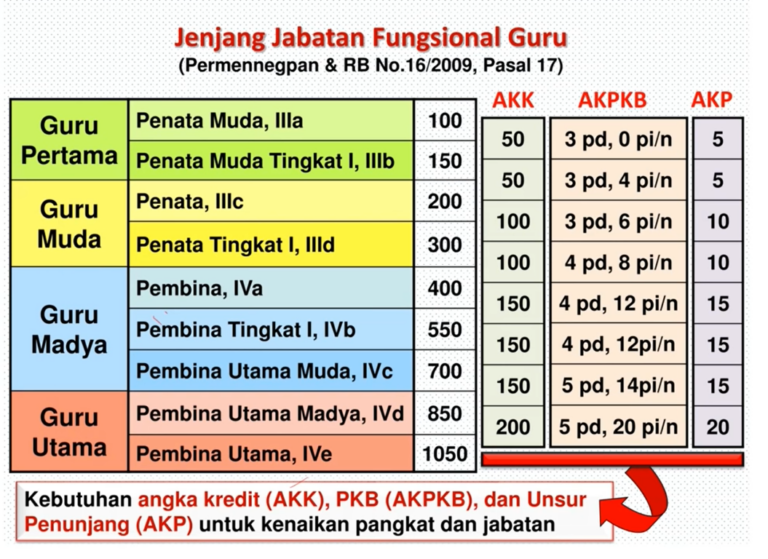 Jenjang Jabatan Fungsional Guru
(Permennegpan & RB No.16/2009, Pasal 17)
AKK AKPKB AKP
Guru Pertama
Penata Muda, IIIa 100
Penata Muda Tingkat I, IIIb 150
Guru Muda
Penata, IIIc 200
Penata Tingkat I, IIId 300
Guru Madya
Pembina, IVa 400
Pembina Tingkat I, IVb 550
Pembina Utama Muda, IVc 700
Guru Utama
Pembina Utama Madya, IVd 850
Pembina Utama, IVe 1050
50 3 pd, 0 pi/n 5
50 3 pd, 4 pi/n 5
100 3 pd, 6 pi/n 10
100 4 pd, 8 pi/n 10
150 4 pd, 12 pi/n 15
150 4 pd, 12pi/n 15
150 5 pd, 14pi/n 15
200 5 pd, 20 pi/n 20
Kebutuhan angka kredit (AKK), PKB (AKPKB), dan Unsur
Penunjang (AKP) untuk kenaikan pangkat dan jabatan